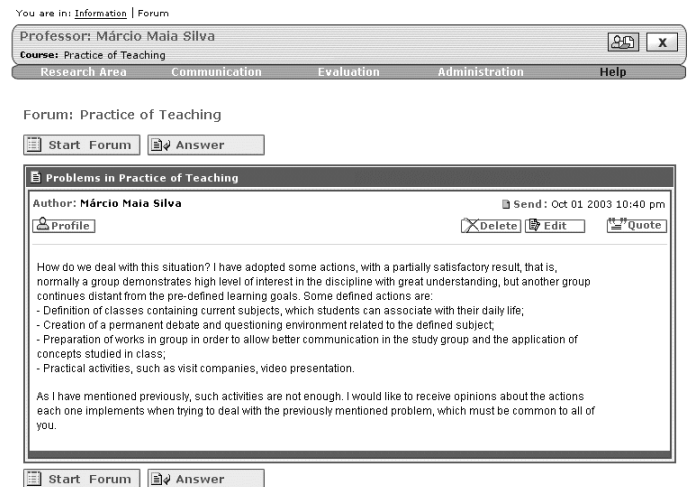 You are in: Information | Forum
Professor: Márcio Maia Silva
Course: Practice of Teaching
X
Research Area Communication Evaluation Administration Help
Forum: Practice of Teaching
Start Forum Answer
Problems in Practice of Teaching
Author: Márcio Maia Silva Send: Oct 01 2003 10:40 pm
Profile Delete Edit "Quote
How do we deal with this situation? I have adopted some actions, with a partially satisfactory result, that is,
normally a group demonstrates high level of interest in the discipline with great understanding, but another group
continues distant from the pre-defined learning goals. Some defined actions are:
- Definition of classes containing current subjects, which students can associate with their daily life;
- Creation of a permanent debate and questioning environment related to the defined subject;
- Preparation of works in group in order to allow better communication in the study group and the application of
concepts studied in class;
- Practical activities, such as visit companies, video presentation.
As I have mentioned previously, such activities are not enough. I would like to receive opinions about the actions
each one implements when trying to deal with the previously mentioned problem, which must be common to all of
you.
Start Forum Answer